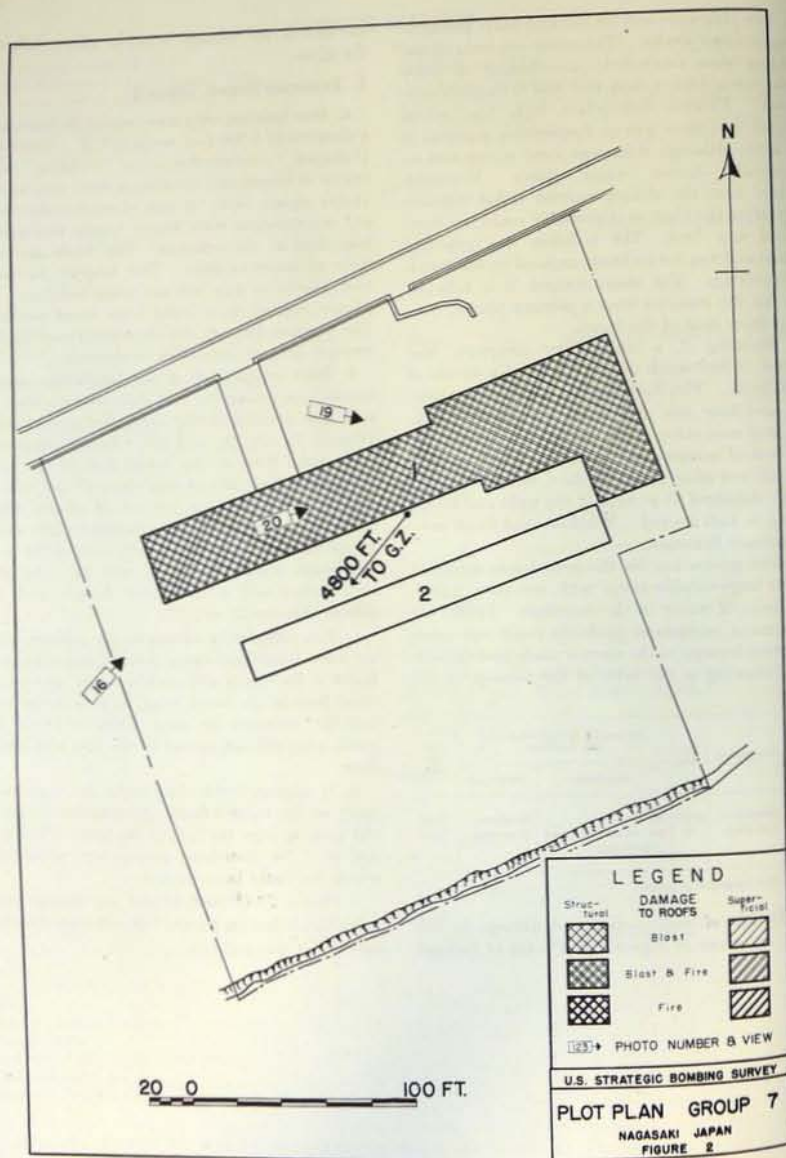 N
19
1
20
4800 FT.
TO G.Z.
2
16
LEGEND
Struc-
tural
DAMAGE
TO ROOFS
Super-
ficial
Blast
Blast & Fire
Fire
123 PHOTO NUMBER & VIEW
20 0 100 FT.
U.S. STRATEGIC BOMBING SURVEY
PLOT PLAN GROUP 7
NAGASAKI JAPAN
FIGURE 2